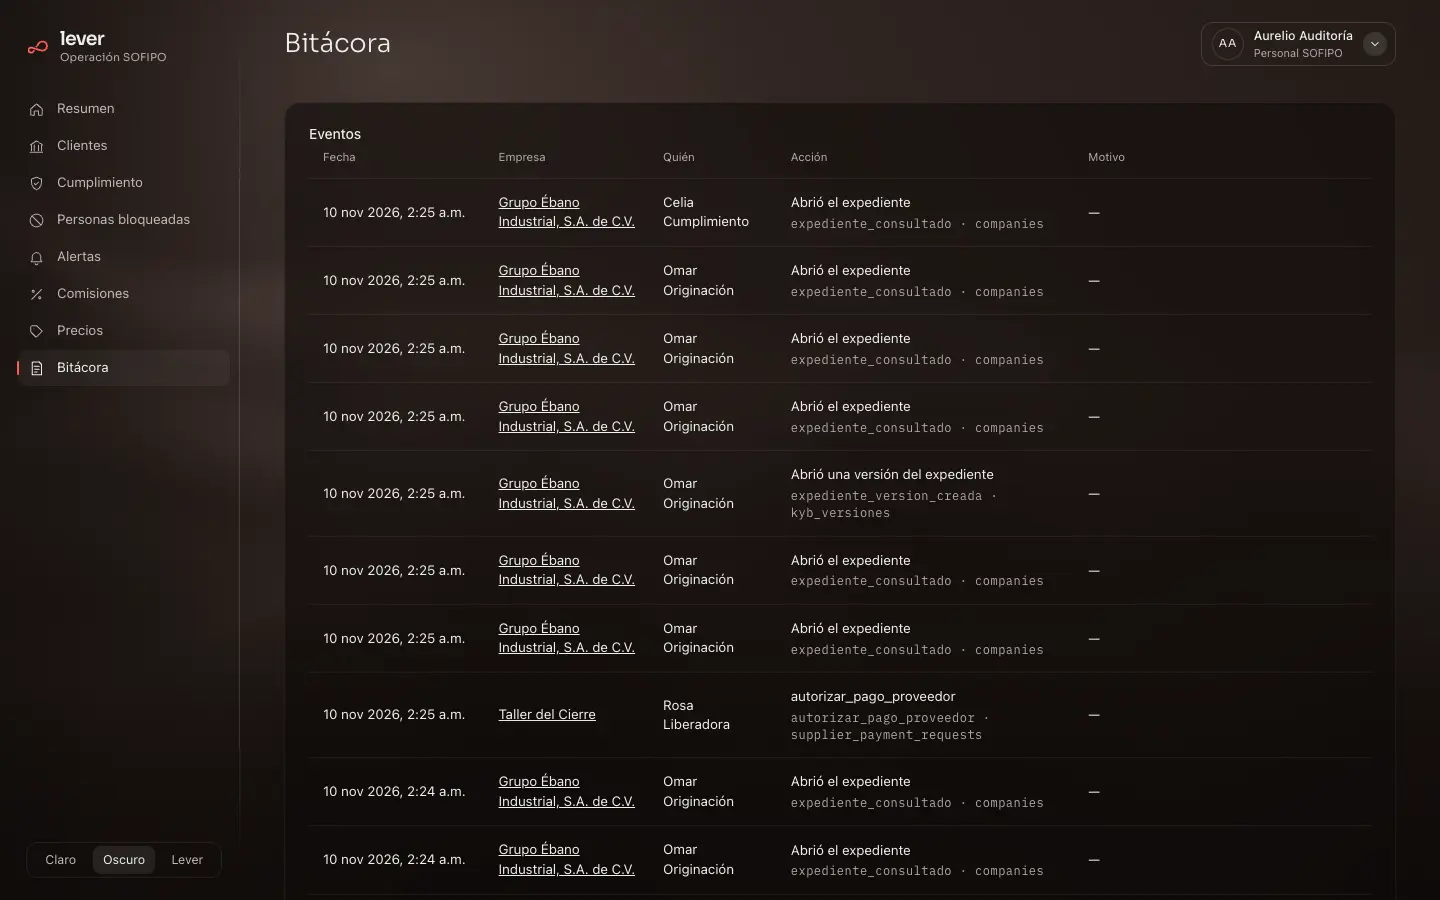 lever
Operación SOFIPO
Bitácora
AA
Aurelio Auditoría
Personal SOFIPO
Resumen
Clientes
Cumplimiento
Personas bloqueadas
Alertas
Comisiones
Precios
Bitácora
Eventos
Fecha Empresa Quién Acción Motivo
10 nov 2026, 2:25 a.m.
Grupo Ébano
Industrial, S.A. de C.V.
Celia
Cumplimiento
Abrió el expediente
expediente_consultado · companies
—
10 nov 2026, 2:25 a.m.
Grupo Ébano
Industrial, S.A. de C.V.
Omar
Originación
Abrió el expediente
expediente_consultado · companies
—
10 nov 2026, 2:25 a.m.
Grupo Ébano
Industrial, S.A. de C.V.
Omar
Originación
Abrió el expediente
expediente_consultado · companies
—
10 nov 2026, 2:25 a.m.
Grupo Ébano
Industrial, S.A. de C.V.
Omar
Originación
Abrió el expediente
expediente_consultado · companies
—
10 nov 2026, 2:25 a.m.
Grupo Ébano
Industrial, S.A. de C.V.
Omar
Originación
Abrió una versión del expediente
expediente_version_creada ·
kyb_versiones
—
10 nov 2026, 2:25 a.m.
Grupo Ébano
Industrial, S.A. de C.V.
Omar
Originación
Abrió el expediente
expediente_consultado · companies
—
10 nov 2026, 2:25 a.m.
Grupo Ébano
Industrial, S.A. de C.V.
Omar
Originación
Abrió el expediente
expediente_consultado · companies
—
10 nov 2026, 2:25 a.m.
Taller del Cierre
Rosa
Liberadora
autorizar_pago_proveedor
autorizar_pago_proveedor ·
supplier_payment_requests
—
10 nov 2026, 2:24 a.m.
Grupo Ébano
Industrial, S.A. de C.V.
Omar
Originación
Abrió el expediente
expediente_consultado · companies
—
10 nov 2026, 2:24 a.m.
Grupo Ébano
Industrial, S.A. de C.V.
Omar
Originación
Abrió el expediente
expediente_consultado · companies
—
Claro Oscuro Lever